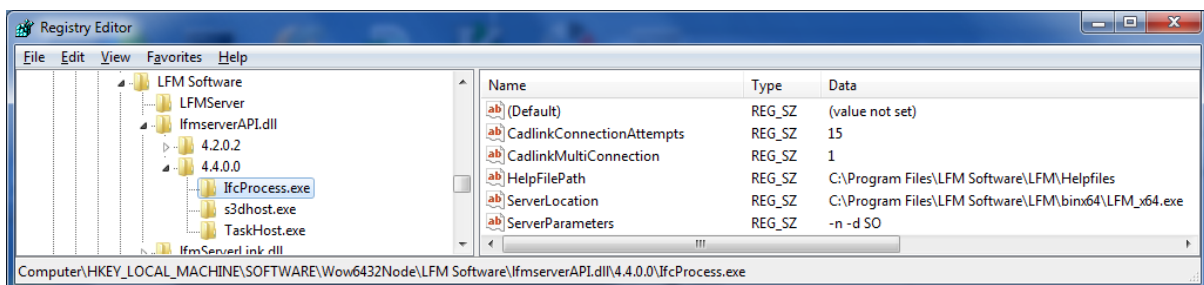 Registry Editor
File Edit View Favorites Help
LFM Software
LFMServer
lfmserverAPI.dll
4.2.0.2
4.4.0.0
IfcProcess.exe
s3dhost.exe
TaskHost.exe
lfmServerLink.dll
Name Type Data
(Default) REG_SZ (value not set)
CadlinkConnectionAttempts REG_SZ 15
CadlinkMultiConnection REG_SZ 1
HelpFilePath REG_SZ C:\Program Files\LFM Software\LFM\Helpfiles
ServerLocation REG_SZ C:\Program Files\LFM Software\LFM\binx64\LFM_x64.exe
ServerParameters REG_SZ -n -d SO
Computer\HKEY_LOCAL_MACHINE\SOFTWARE\Wow6432Node\LFM Software\lfmserverAPI.dll\4.4.0.0\IfcProcess.exe